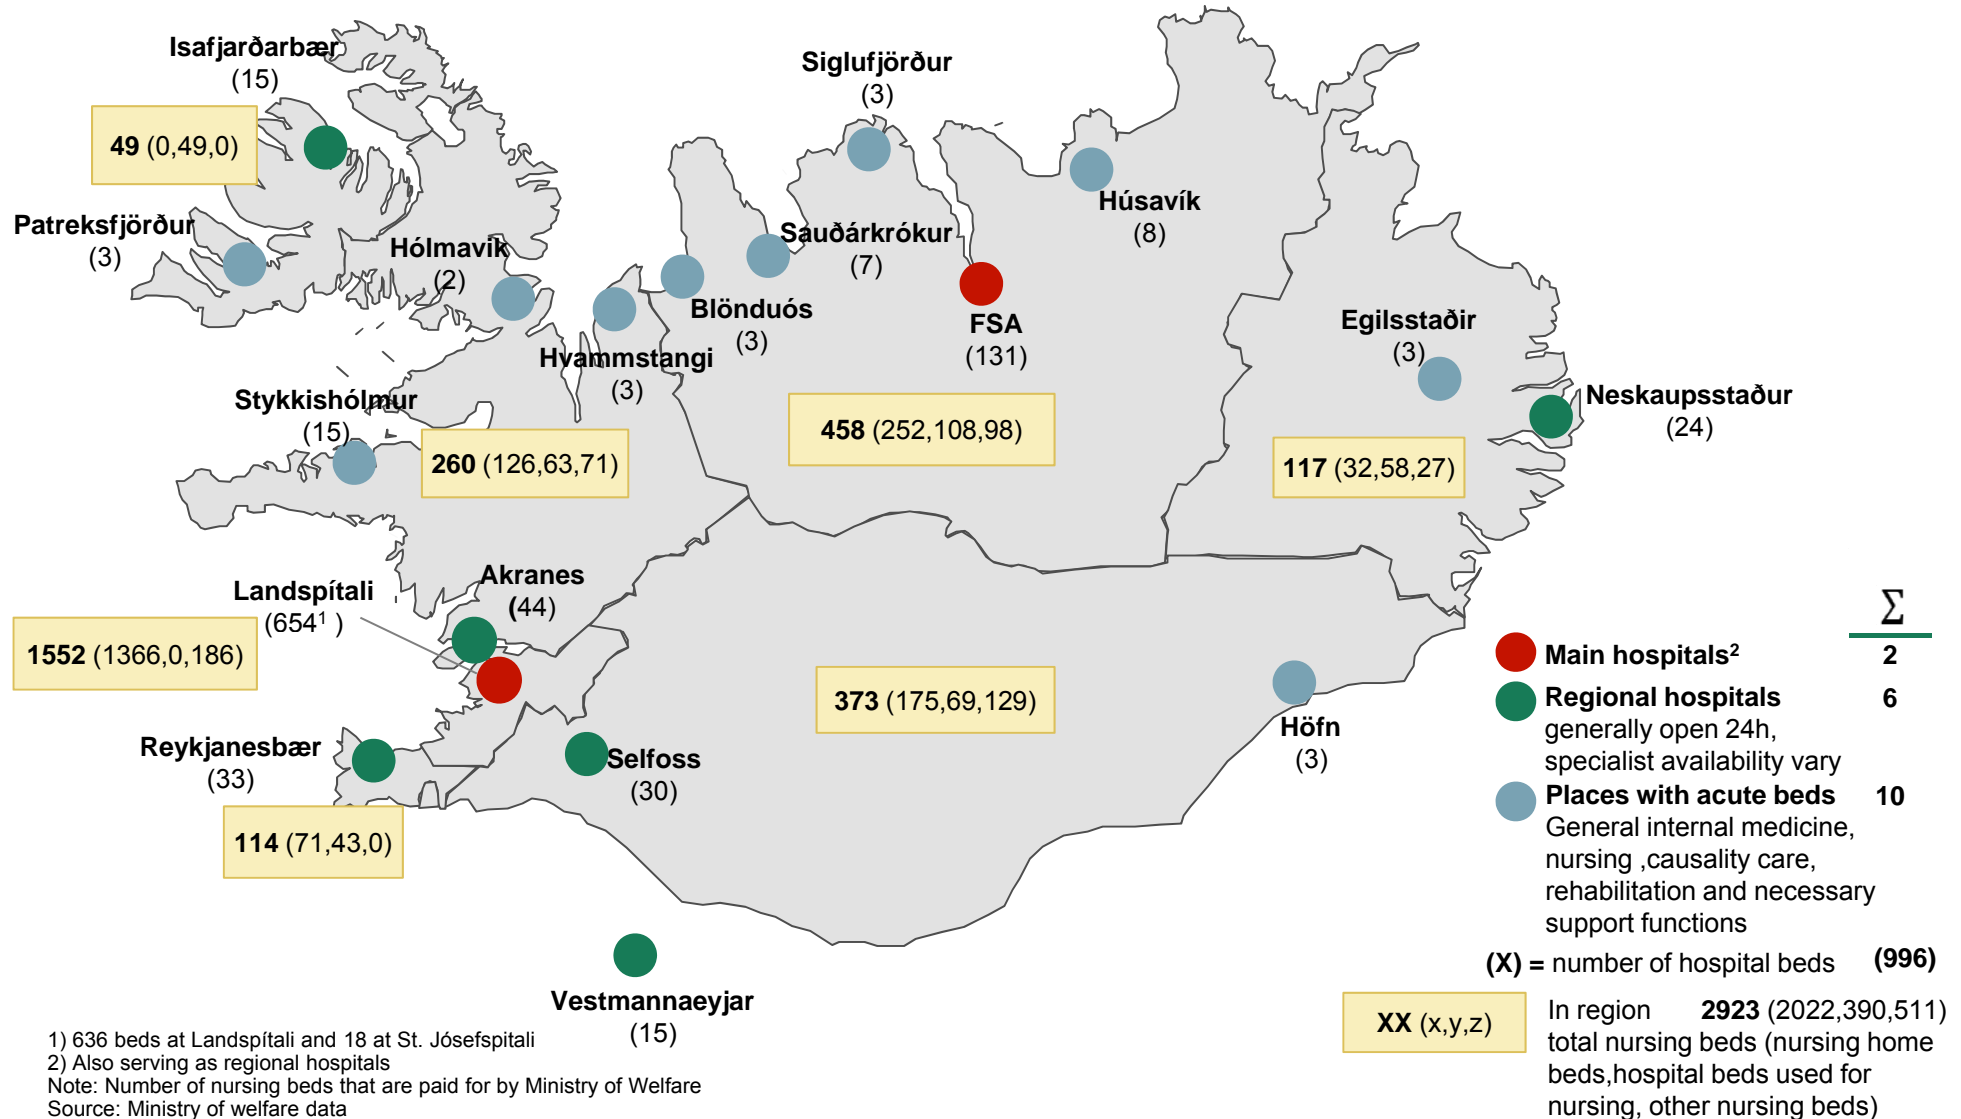 Isafjarðarbær
(15)
49 (0,49,0)
Siglufjörður
(3)
Húsavík
(8)
Patreksfjörður
(3)
Hólmavik
(2)
Sauðárkrókur
(7)
Blönduós
(3)
FSA
(131)
Egilsstaðir
(3)
Hvammstangi
(3)
Neskaupsstaður
(24)
Stykkishólmur
(15)
260 (126,63,71)
458 (252,108,98)
117 (32,58,27)
Landspítali
(654¹ )
Akranes
(44)
1552 (1366,0,186)
373 (175,69,129)
Reykjanesbær
(33)
Selfoss
(30)
Höfn
(3)
114 (71,43,0)
Vestmannaeyjar
(15)
Σ
Main hospitals² 2
Regional hospitals 6
generally open 24h,
specialist availability vary
Places with acute beds 10
General internal medicine,
nursing ,causality care,
rehabilitation and necessary
support functions
(X) = number of hospital beds (996)
XX (x,y,z)
In region 2923 (2022,390,511)
total nursing beds (nursing home
beds,hospital beds used for
nursing, other nursing beds)
1) 636 beds at Landspítali and 18 at St. Jósefspitali
2) Also serving as regional hospitals
Note: Number of nursing beds that are paid for by Ministry of Welfare
Source: Ministry of welfare data